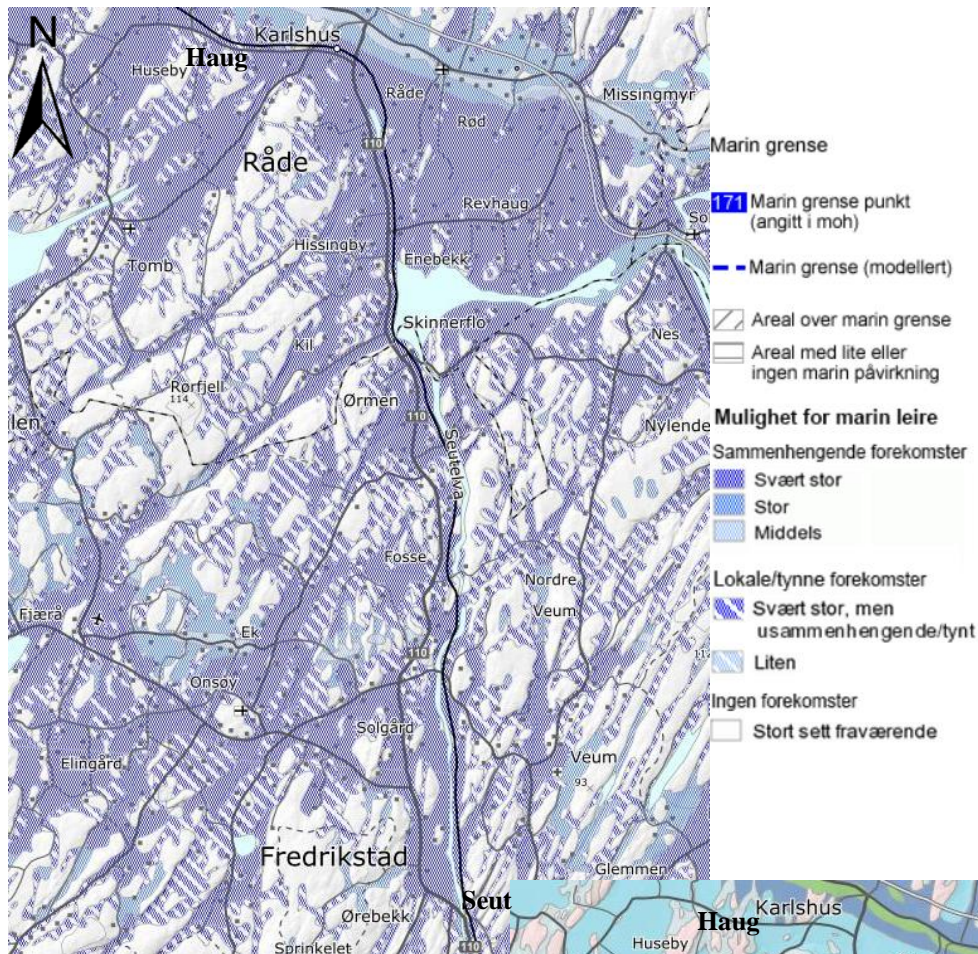 N
Haug
Karlshus
Huseby
Råde
Rød
Missingmyr
110
Råde
Revhaug
So
Hissingby
Enebekk
Tomb
Skinnerflo
Nes
Kil
Rørfjell
114
Ørmen
len
110
Nylende
Seutelva
Fosse
Nordre
Veum
Fjærå
Ek
110
112
Onsøy
Solgård
Elingård
Veum
93
Fredrikstad
Glemmen
Seut
Ørebekk
110
Sprinkelet
Marin grense
171 Marin grense punkt
(angitt i moh)
Marin grense (modellert)
Areal over marin grense
Areal med lite eller
ingen marin påvirkning
Mulighet for marin leire
Sammenhengende forekomster
Svært stor
Stor
Middels
Lokale/tynne forekomster
Svært stor, men
usammenhengende/tynt
Liten
Ingen forekomster
Stort sett fraværende
Karlshus
Haug
Huseby